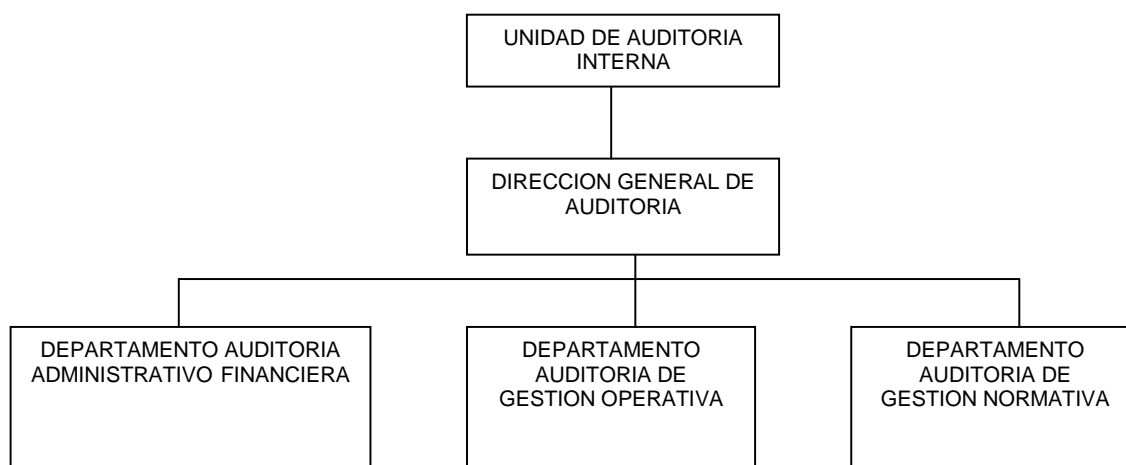 UNIDAD DE AUDITORIA
INTERNA
DIRECCION GENERAL DE
AUDITORIA
DEPARTAMENTO AUDITORIA
ADMINISTRATIVO FINANCIERA
DEPARTAMENTO
AUDITORIA DE
GESTION OPERATIVA
DEPARTAMENTO
AUDITORIA DE
GESTION NORMATIVA